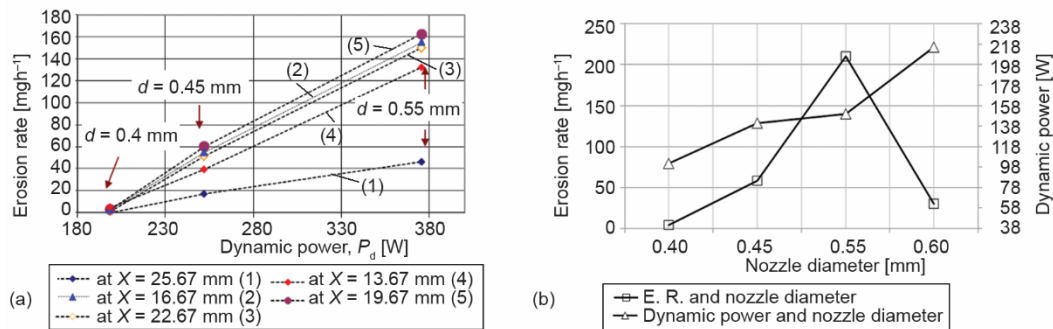 Erosion rate [mgh⁻¹]
180
160
140
120
100
80
60
40
20
0
d = 0.4 mm
d = 0.45 mm
d = 0.55 mm
(5)
(2)
(3)
(4)
(1)
180 230 280 330 380 400
Dynamic power, Pd [W]
at X = 25.67 mm (1) at X = 13.67 mm (4)
at X = 16.67 mm (2) at X = 19.67 mm (5)
at X = 22.67 mm (3)
(a)
Erosion rate [mgh⁻¹]
250
200
150
100
50
0
238
218
198
178
158
138
118
98
78
58
38
Dynamic power [W]
0.40 0.45 0.55 0.60
Nozzle diameter [mm]
E. R. and nozzle diameter
Dynamic power and nozzle diameter
(b)